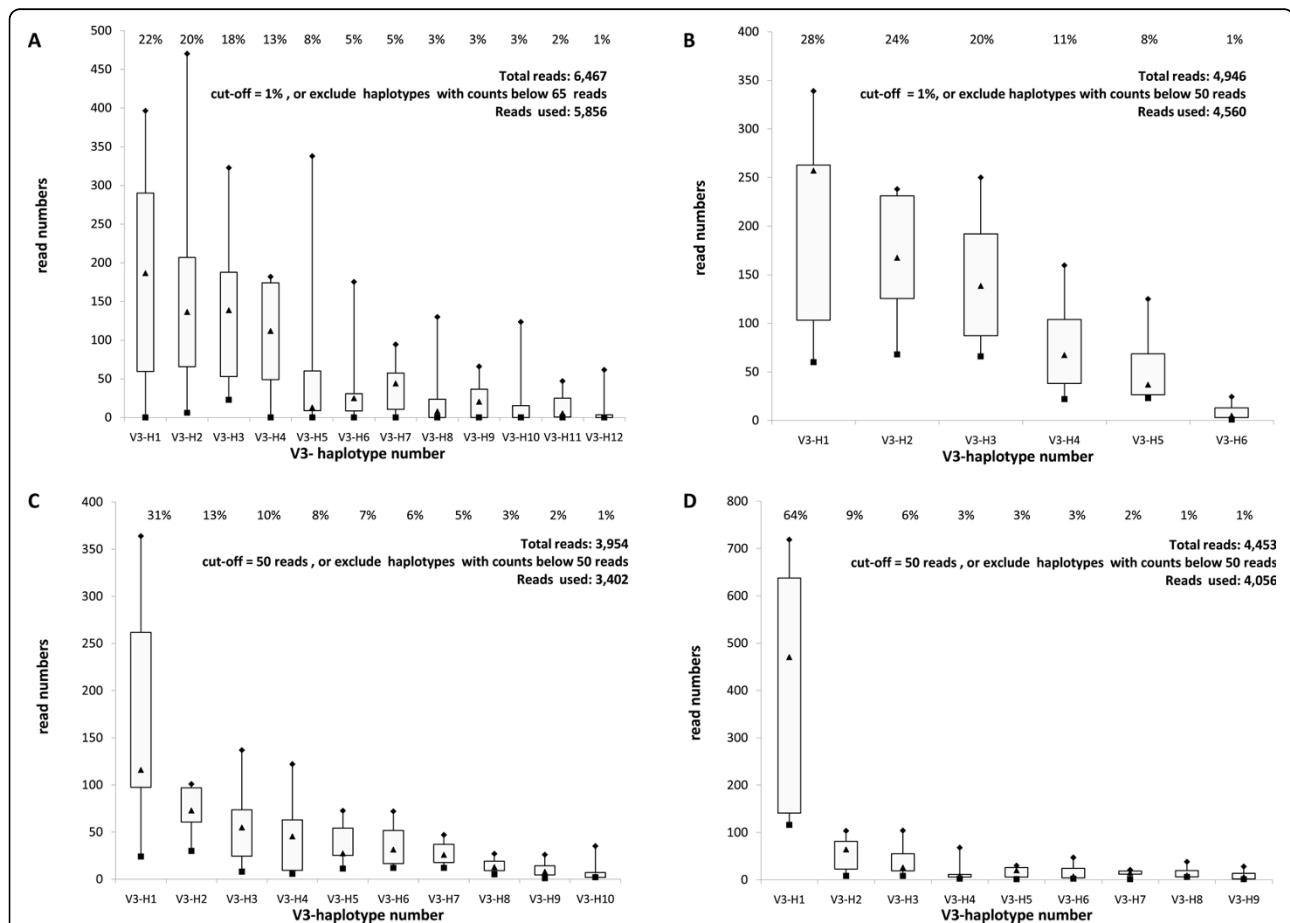 A
22% 20% 18% 13% 8% 5% 5% 3% 3% 3% 2% 1%
Total reads: 6,467
cut-off = 1% , or exclude haplotypes with counts below 65 reads
Reads used: 5,856
read numbers
500
450
400
350
300
250
200
150
100
50
0
V3-H1 V3-H2 V3-H3 V3-H4 V3-H5 V3-H6 V3-H7 V3-H8 V3-H9 V3-H10 V3-H11 V3-H12
V3- haplotype number
B
28% 24% 20% 11% 8% 1%
Total reads: 4,946
cut-off = 1%, or exclude haplotypes with counts below 50 reads
Reads used: 4,560
read numbers
400
350
300
250
200
150
100
50
0
V3-H1 V3-H2 V3-H3 V3-H4 V3-H5 V3-H6
V3-haplotype number
C
31% 13% 10% 8% 7% 6% 5% 3% 2% 1%
Total reads: 3,954
cut-off = 50 reads , or exclude haplotypes with counts below 50 reads
Reads used: 3,402
read numbers
400
350
300
250
200
150
100
50
0
V3-H1 V3-H2 V3-H3 V3-H4 V3-H5 V3-H6 V3-H7 V3-H8 V3-H9 V3-H10
V3-haplotype number
D
64% 9% 6% 3% 3% 3% 2% 1% 1%
Total reads: 4,453
cut-off = 50 reads , or exclude haplotypes with counts below 50 reads
Reads used: 4,056
read numbers
800
700
600
500
400
300
200
100
0
V3-H1 V3-H2 V3-H3 V3-H4 V3-H5 V3-H6 V3-H7 V3-H8 V3-H9
V3-haplotype number